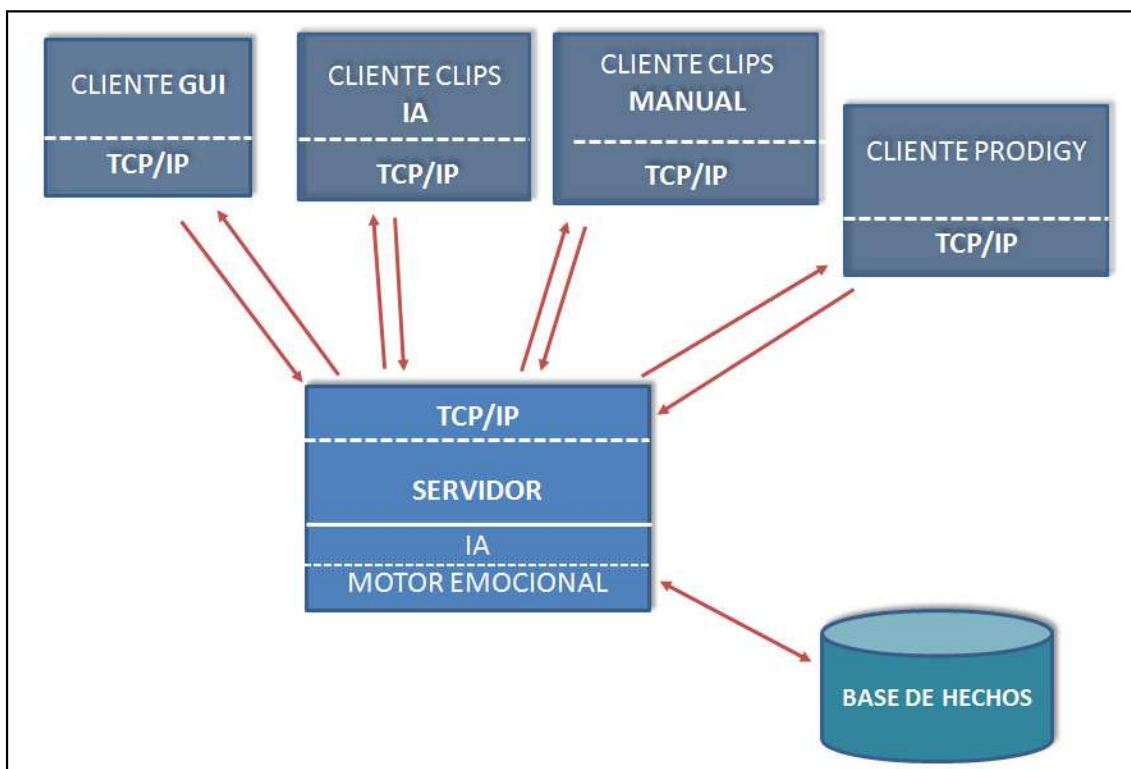 CLIENTE GUI
TCP/IP
CLIENTE CLIPS
IA
TCP/IP
CLIENTE CLIPS
MANUAL
TCP/IP
CLIENTE PRODIGY
TCP/IP
TCP/IP
SERVIDOR
IA
MOTOR EMOCIONAL
BASE DE HECHOS